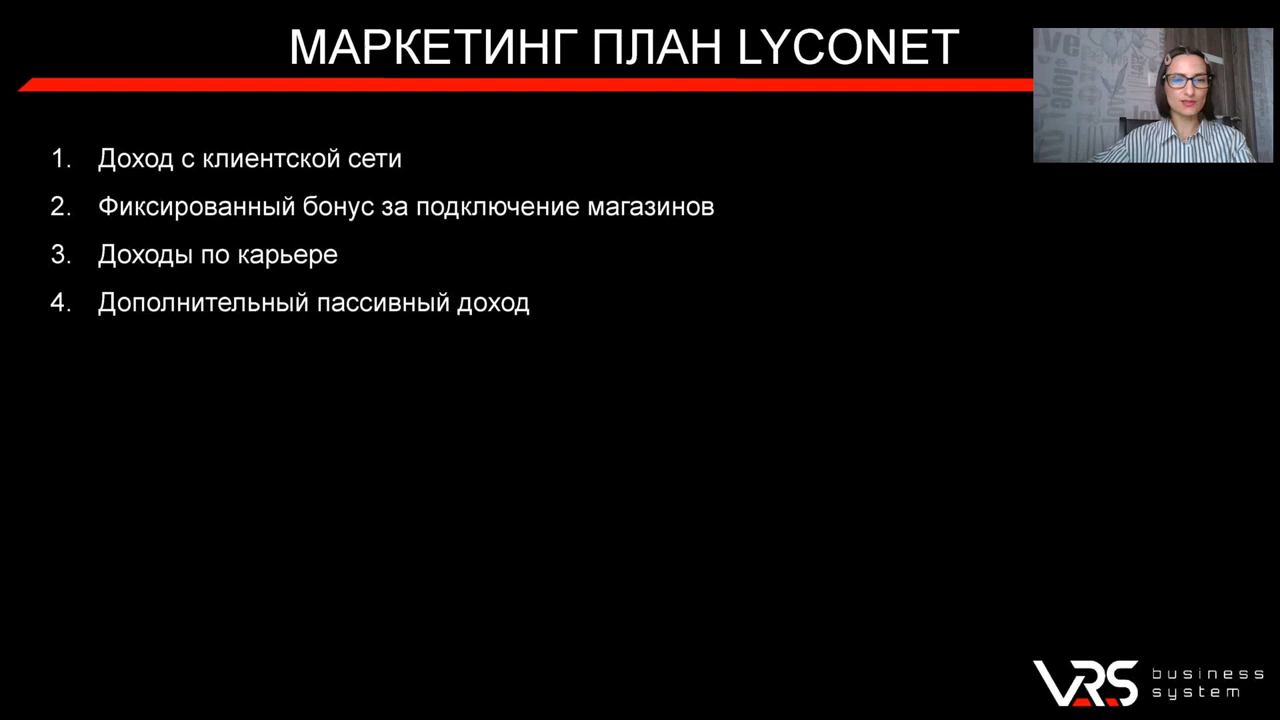 МАРКЕТИНГ ПЛАН LYCONET
1. Доход с клиентской сети
2. Фиксированный бонус за подключение магазинов
3. Доходы по карьере
4. Дополнительный пассивный доход
VRS business system